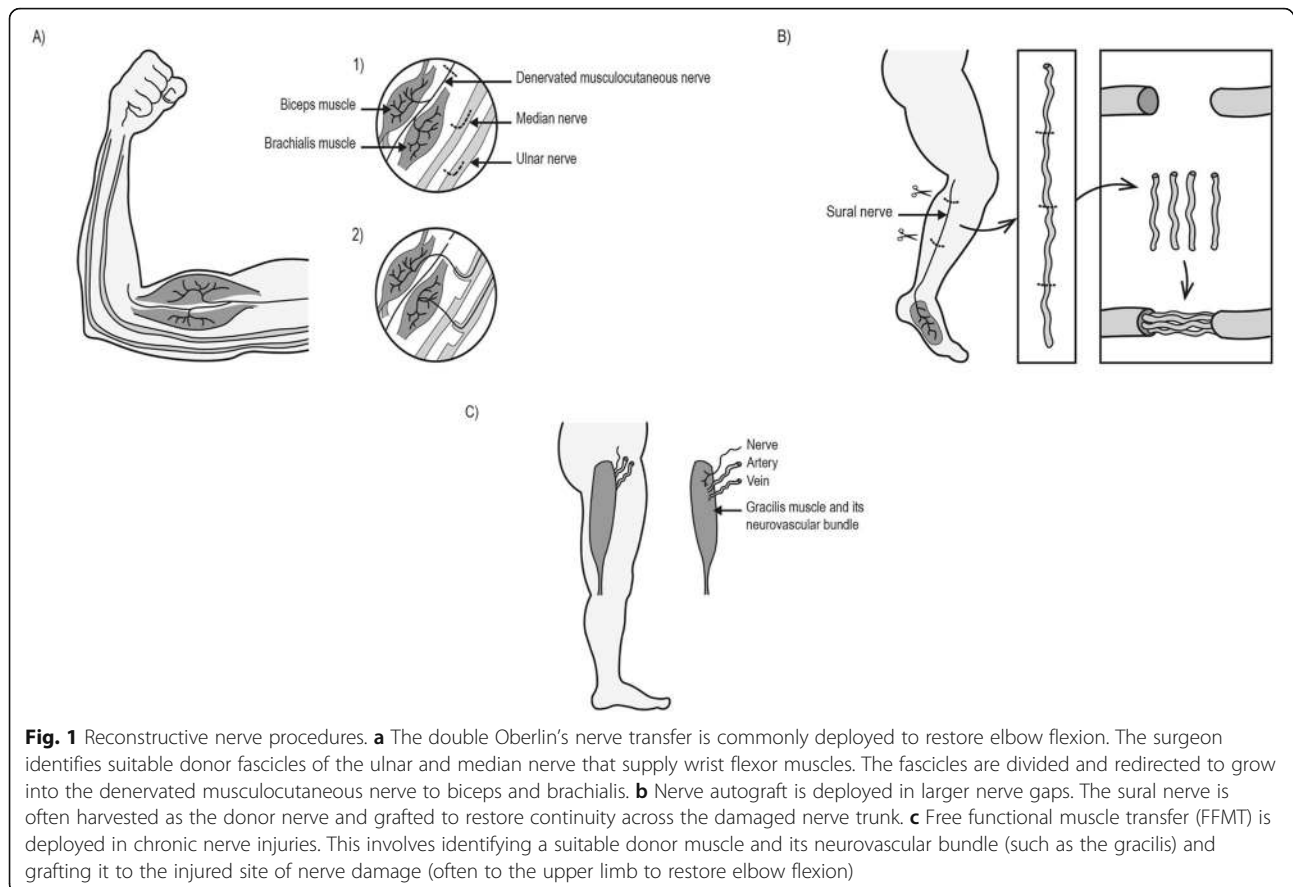 A)
1)
Denervated musculocutaneous nerve
Biceps muscle
Median nerve
Brachialis muscle
Ulnar nerve
2)
B)
Sural nerve
C)
Nerve
Artery
Vein
Gracilis muscle and its
neurovascular bundle
Fig. 1 Reconstructive nerve procedures. a The double Oberlin's nerve transfer is commonly deployed to restore elbow flexion. The surgeon
identifies suitable donor fascicles of the ulnar and median nerve that supply wrist flexor muscles. The fascicles are divided and redirected to grow
into the denervated musculocutaneous nerve to biceps and brachialis. b Nerve autograft is deployed in larger nerve gaps. The sural nerve is
often harvested as the donor nerve and grafted to restore continuity across the damaged nerve trunk. c Free functional muscle transfer (FFMT) is
deployed in chronic nerve injuries. This involves identifying a suitable donor muscle and its neurovascular bundle (such as the gracilis) and
grafting it to the injured site of nerve damage (often to the upper limb to restore elbow flexion)